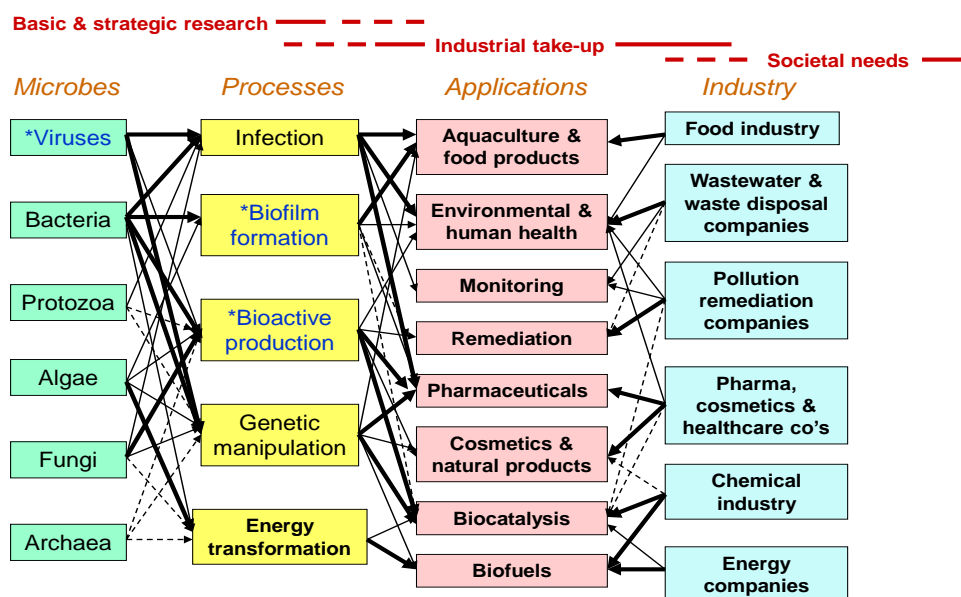 Basic & strategic research
Industrial take-up
Societal needs
Microbes
Processes
Applications
Industry
*Viruses
Bacteria
Protozoa
Algae
Fungi
Archaea
Infection
*Biofilm
formation
*Bioactive
production
Genetic
manipulation
Energy
transformation
Aquaculture &
food products
Environmental &
human health
Monitoring
Remediation
Pharmaceuticals
Cosmetics &
natural products
Biocatalysis
Biofuels
Food industry
Wastewater &
waste disposal
companies
Pollution
remediation
companies
Pharma,
cosmetics &
healthcare co's
Chemical
industry
Energy
companies